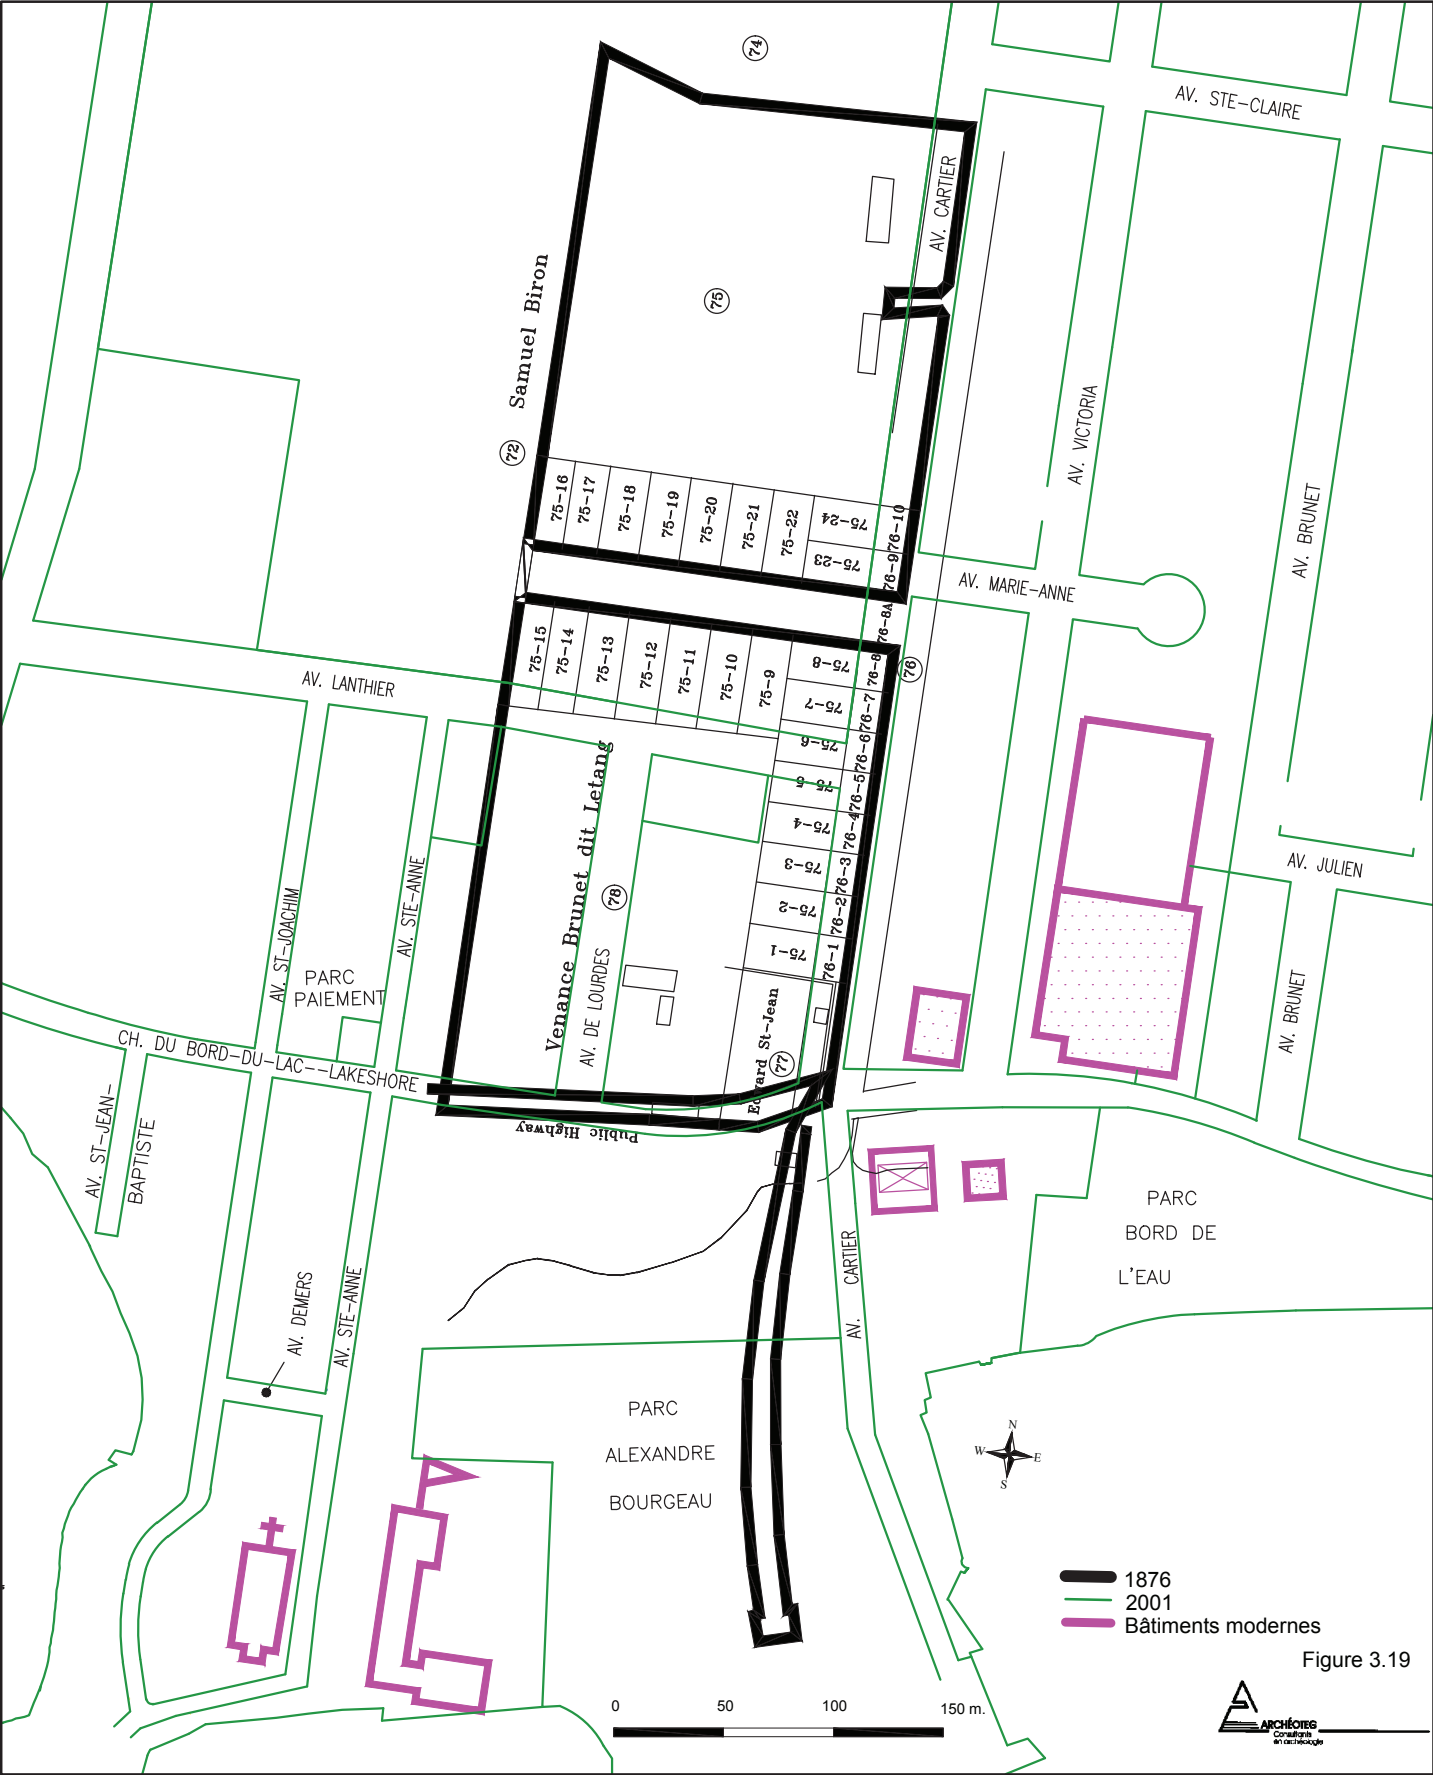 74
AV. STE-CLAIRE
AV. CARTIER
Samuel Biron
75
AV. VICTORIA
72
AV. BRUNET
75-16
75-17
75-18
75-19
75-20
75-21
75-22
75-24
75-23
76-10
76-9
AV. MARIE-ANNE
76-8A
75-15
75-14
75-13
75-12
75-11
75-10
75-9
75-8
76-8
76
75-7
76-7
AV. LANTHIER
75-6
76-6
75-5
76-5
75-4
76-4
75-3
76-3
75-2
76-2
75-1
76-1
Venance Brunet dit Letang
78
AV. JULIEN
AV. ST-JOACHIM
AV. STE-ANNE
PARC
PAIEMENT
AV. DE LOURDES
Edward St-Jean
77
AV. BRUNET
CH. DU BORD-DU-LAC--LAKESHORE
Public Highway
AV. ST-JEAN-
BAPTISTE
PARC
BORD DE
L'EAU
AV. CARTIER
AV. DEMERS
AV. STE-ANNE
PARC
ALEXANDRE
BOURGEAU
N
W
E
S
1876
2001
Bâtiments modernes
Figure 3.19
0 50 100 150 m.
ARCHÉOTEC
Consultants
en archéologie